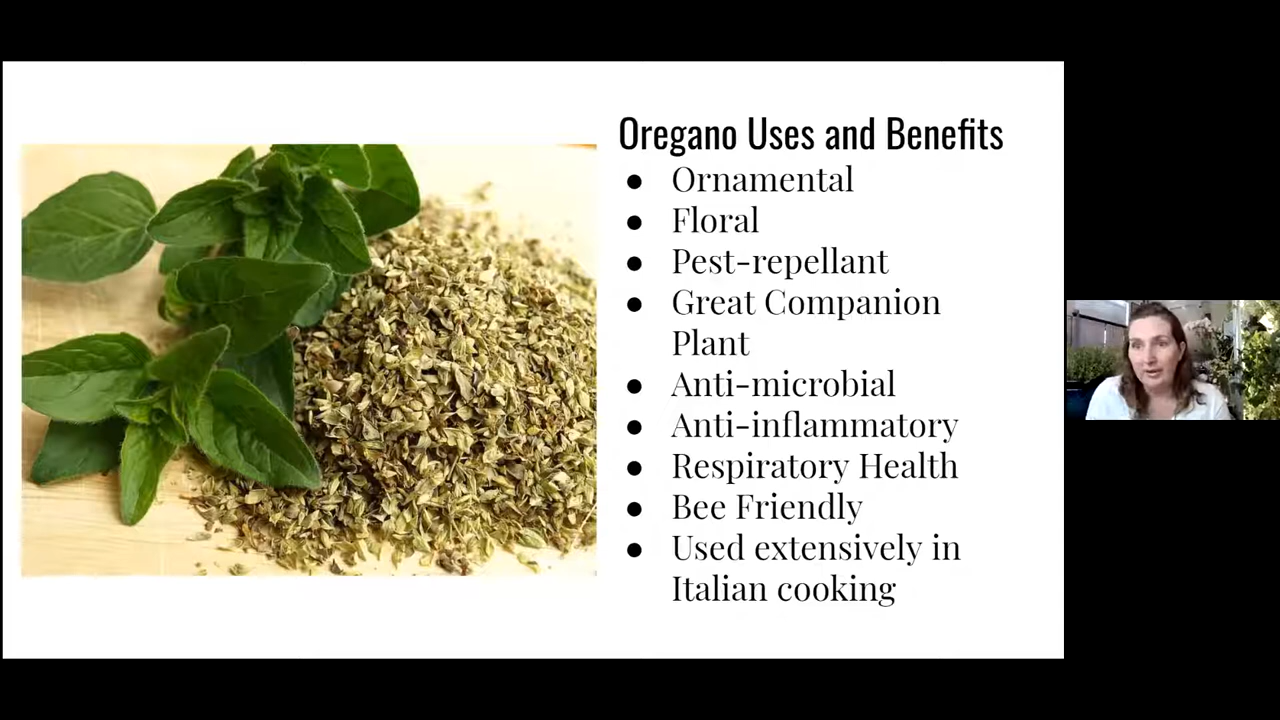 Oregano Uses and Benefits
● Ornamental
● Floral
● Pest-repellant
● Great Companion
Plant
● Anti-microbial
● Anti-inflammatory
● Respiratory Health
● Bee Friendly
● Used extensively in
Italian cooking